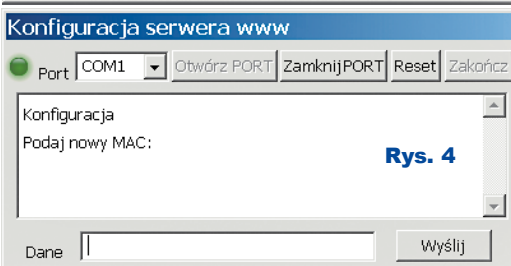 Konfiguracja serwera www
Port COM1 Otwórz PORT ZamknijPORT Reset Zakończ
Konfiguracja
Podaj nowy MAC:
Rys. 4
Dane Wyślij